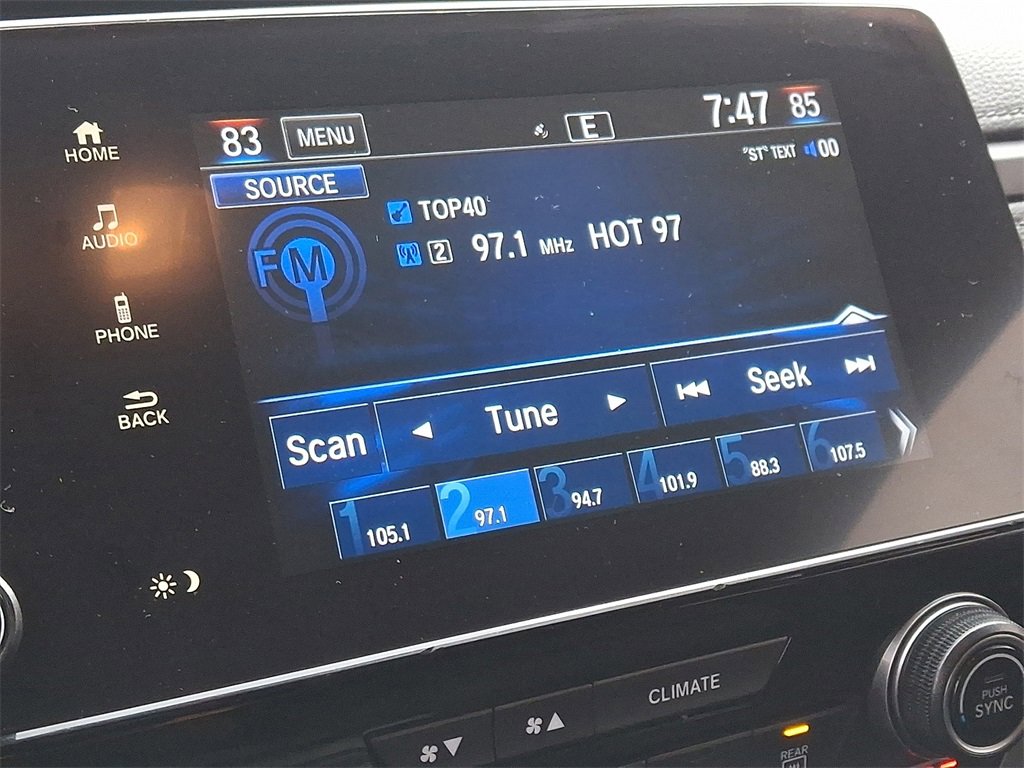 83 MENU E 7:47 85
"ST" TEXT 00
SOURCE
TOP40
FM
2 97.1 MHz HOT 97
Scan Tune Seek
1 105.1 2 97.1 3 94.7 4 101.9 5 88.3 6 107.5
HOME
AUDIO
PHONE
BACK
CLIMATE
PUSH
SYNC
REAR